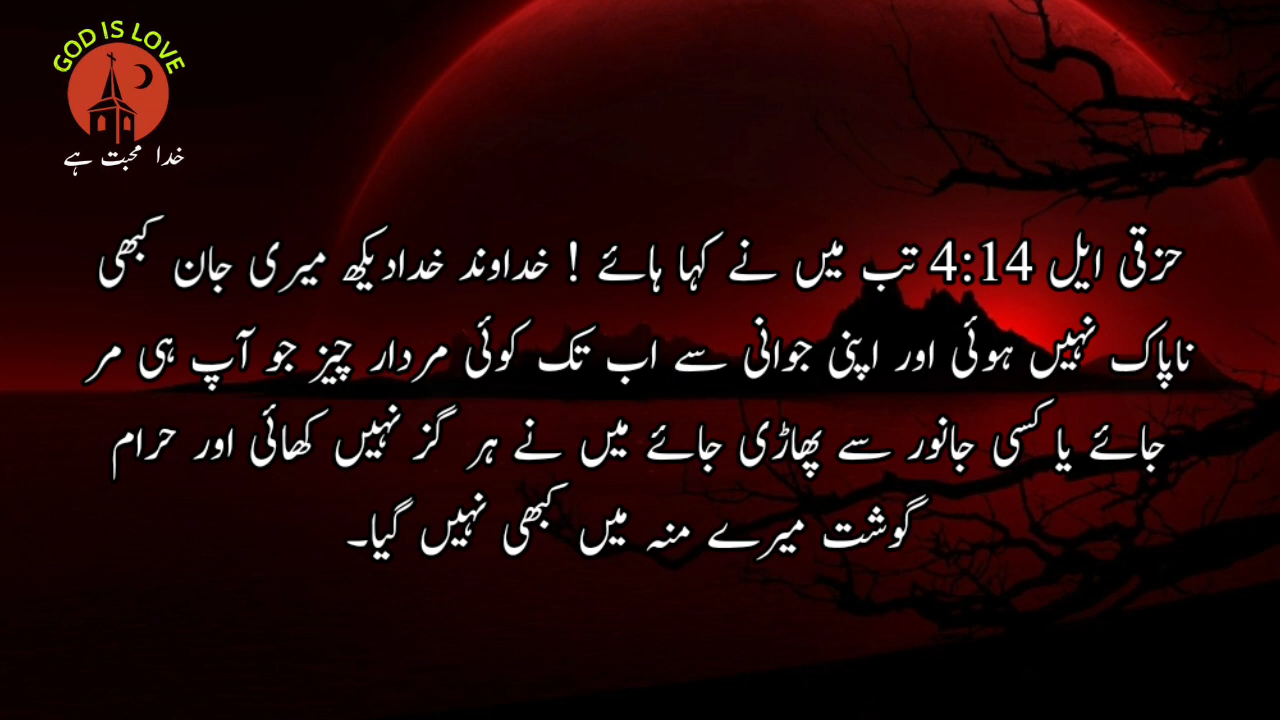 GOD IS LOVE
خدا محبت ہے
حزقی ایل 4:14 تب میں نے کہا ہائے ! خداوند خدادیکھ میری جان کبھی
ناپاک نہیں ہوئی اور اپنی جوانی سے اب تک کوئی مردار چیز جو آپ ہی مر
جائے یا کسی جانور سے پھاڑی جائے میں نے ہر گز نہیں کھائی اور حرام
گوشت میرے منہ میں کبھی نہیں گیا۔